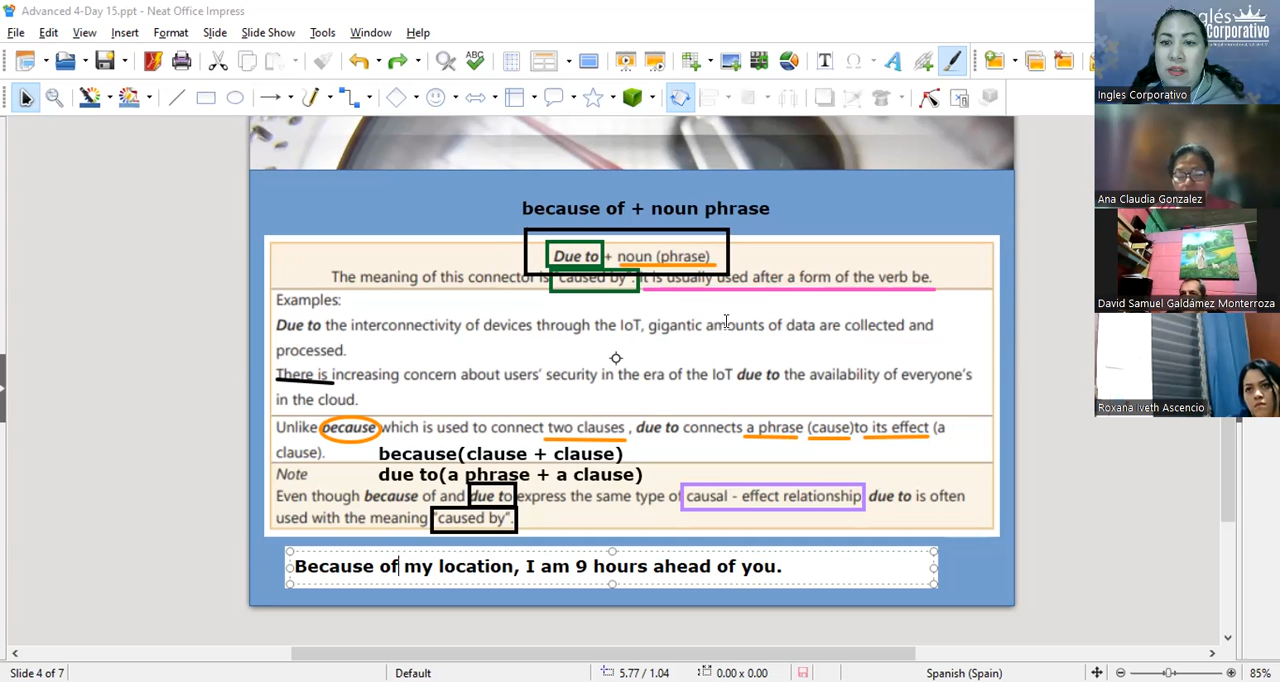 Advanced 4-Day 15.ppt - Neat Office Impress
File Edit View Insert Format Slide Slide Show Tools Window Help
Inglés
Corporativo
Ingles Corporativo
Ana Claudia Gonzalez
David Samuel Galdámez Monterroza
Roxana Iveth Ascencio
because of + noun phrase
Due to + noun (phrase)
The meaning of this connector is "caused by". It is usually used after a form of the verb be.
Examples:
Due to the interconnectivity of devices through the IoT, gigantic amounts of data are collected and
processed.
There is increasing concern about users' security in the era of the IoT due to the availability of everyone's
in the cloud.
Unlike because which is used to connect two clauses , due to connects a phrase (cause)to its effect (a
clause).
because(clause + clause)
Note
due to(a phrase + a clause)
Even though because of and due to express the same type of causal - effect relationship due to is often
used with the meaning "caused by".
Because of my location, I am 9 hours ahead of you.
Slide 4 of 7
Default
5.77 / 1.04
0.00 x 0.00
Spanish (Spain)
85%